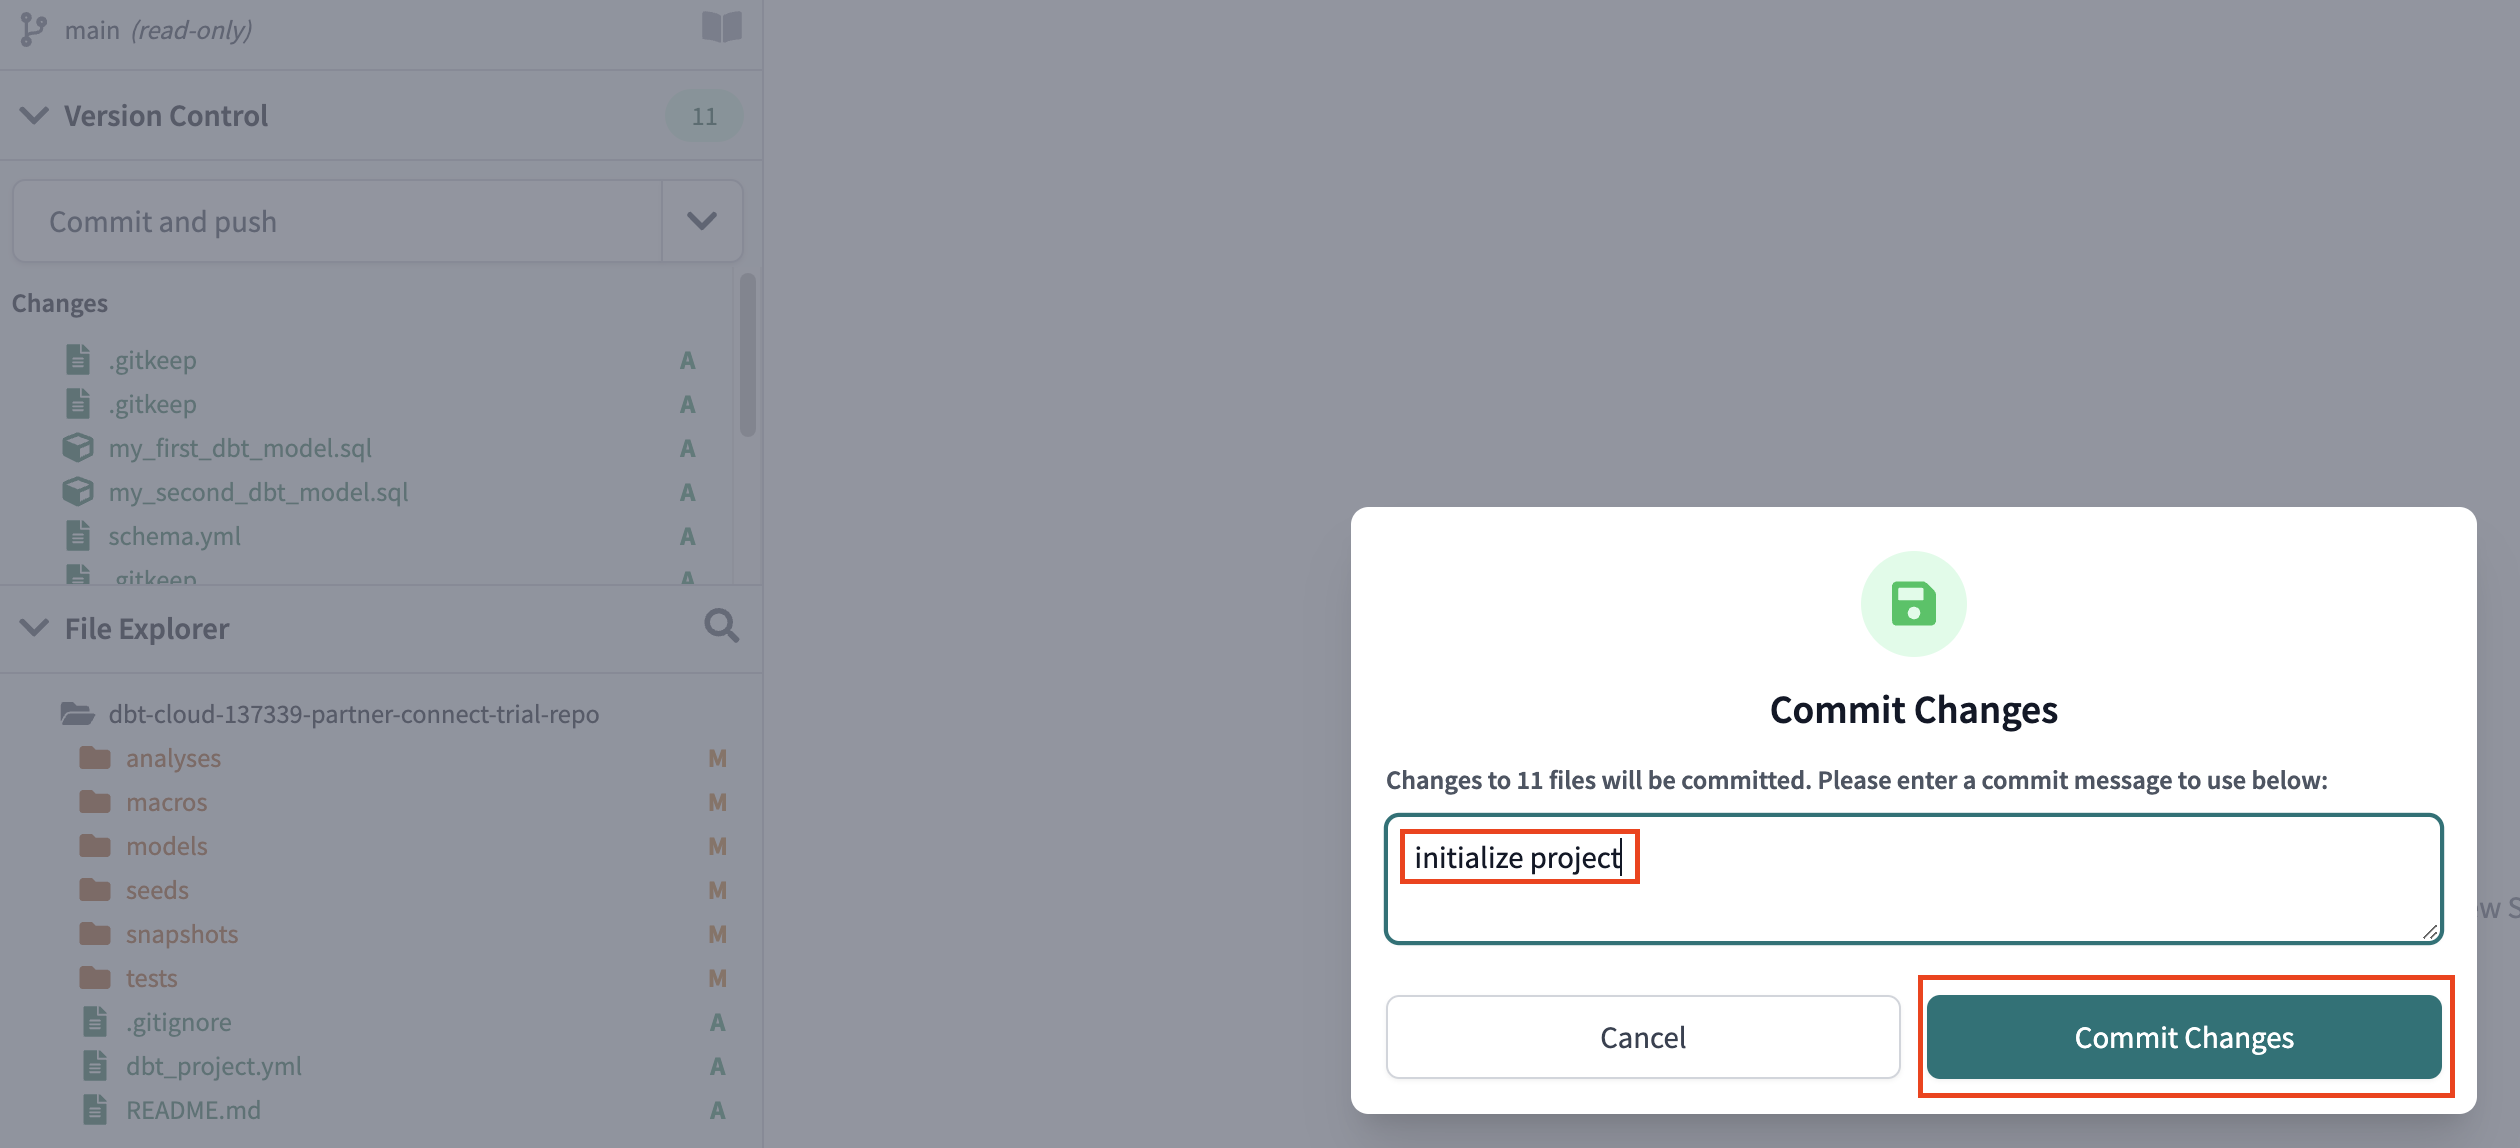 main (read-only)
Version Control
11
Commit and push
Changes
.gitkeep A
.gitkeep A
my_first_dbt_model.sql A
my_second_dbt_model.sql A
schema.yml A
.gitkeep A
File Explorer
dbt-cloud-137339-partner-connect-trial-repo
analyses M
macros M
models M
seeds M
snapshots M
tests M
.gitignore A
dbt_project.yml A
README.md A
Commit Changes
Changes to 11 files will be committed. Please enter a commit message to use below:
initialize project
Cancel
Commit Changes